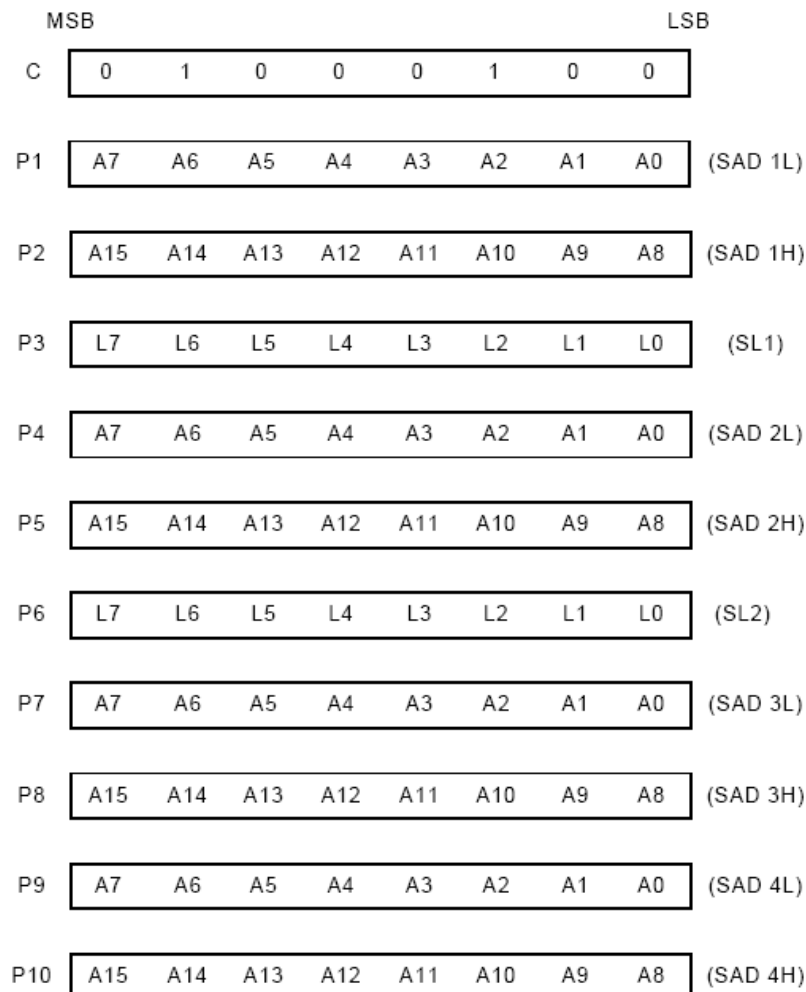 MSB LSB
C 0 1 0 0 0 1 0 0
P1 A7 A6 A5 A4 A3 A2 A1 A0 (SAD 1L)
P2 A15 A14 A13 A12 A11 A10 A9 A8 (SAD 1H)
P3 L7 L6 L5 L4 L3 L2 L1 L0 (SL1)
P4 A7 A6 A5 A4 A3 A2 A1 A0 (SAD 2L)
P5 A15 A14 A13 A12 A11 A10 A9 A8 (SAD 2H)
P6 L7 L6 L5 L4 L3 L2 L1 L0 (SL2)
P7 A7 A6 A5 A4 A3 A2 A1 A0 (SAD 3L)
P8 A15 A14 A13 A12 A11 A10 A9 A8 (SAD 3H)
P9 A7 A6 A5 A4 A3 A2 A1 A0 (SAD 4L)
P10 A15 A14 A13 A12 A11 A10 A9 A8 (SAD 4H)